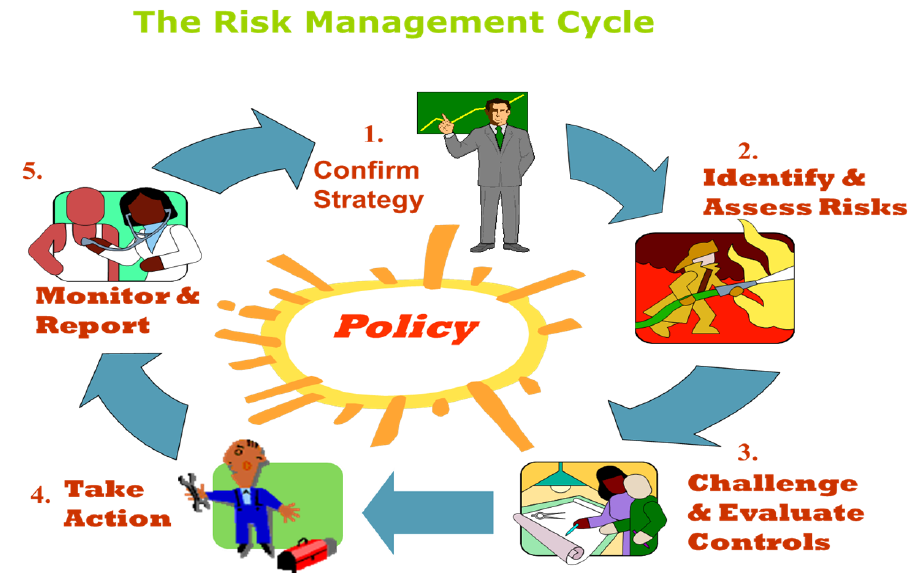 The Risk Management Cycle
1.
Confirm
Strategy
2.
Identify &
Assess Risks
3.
Challenge
& Evaluate
Controls
4.
Take
Action
5.
Monitor &
Report
Policy